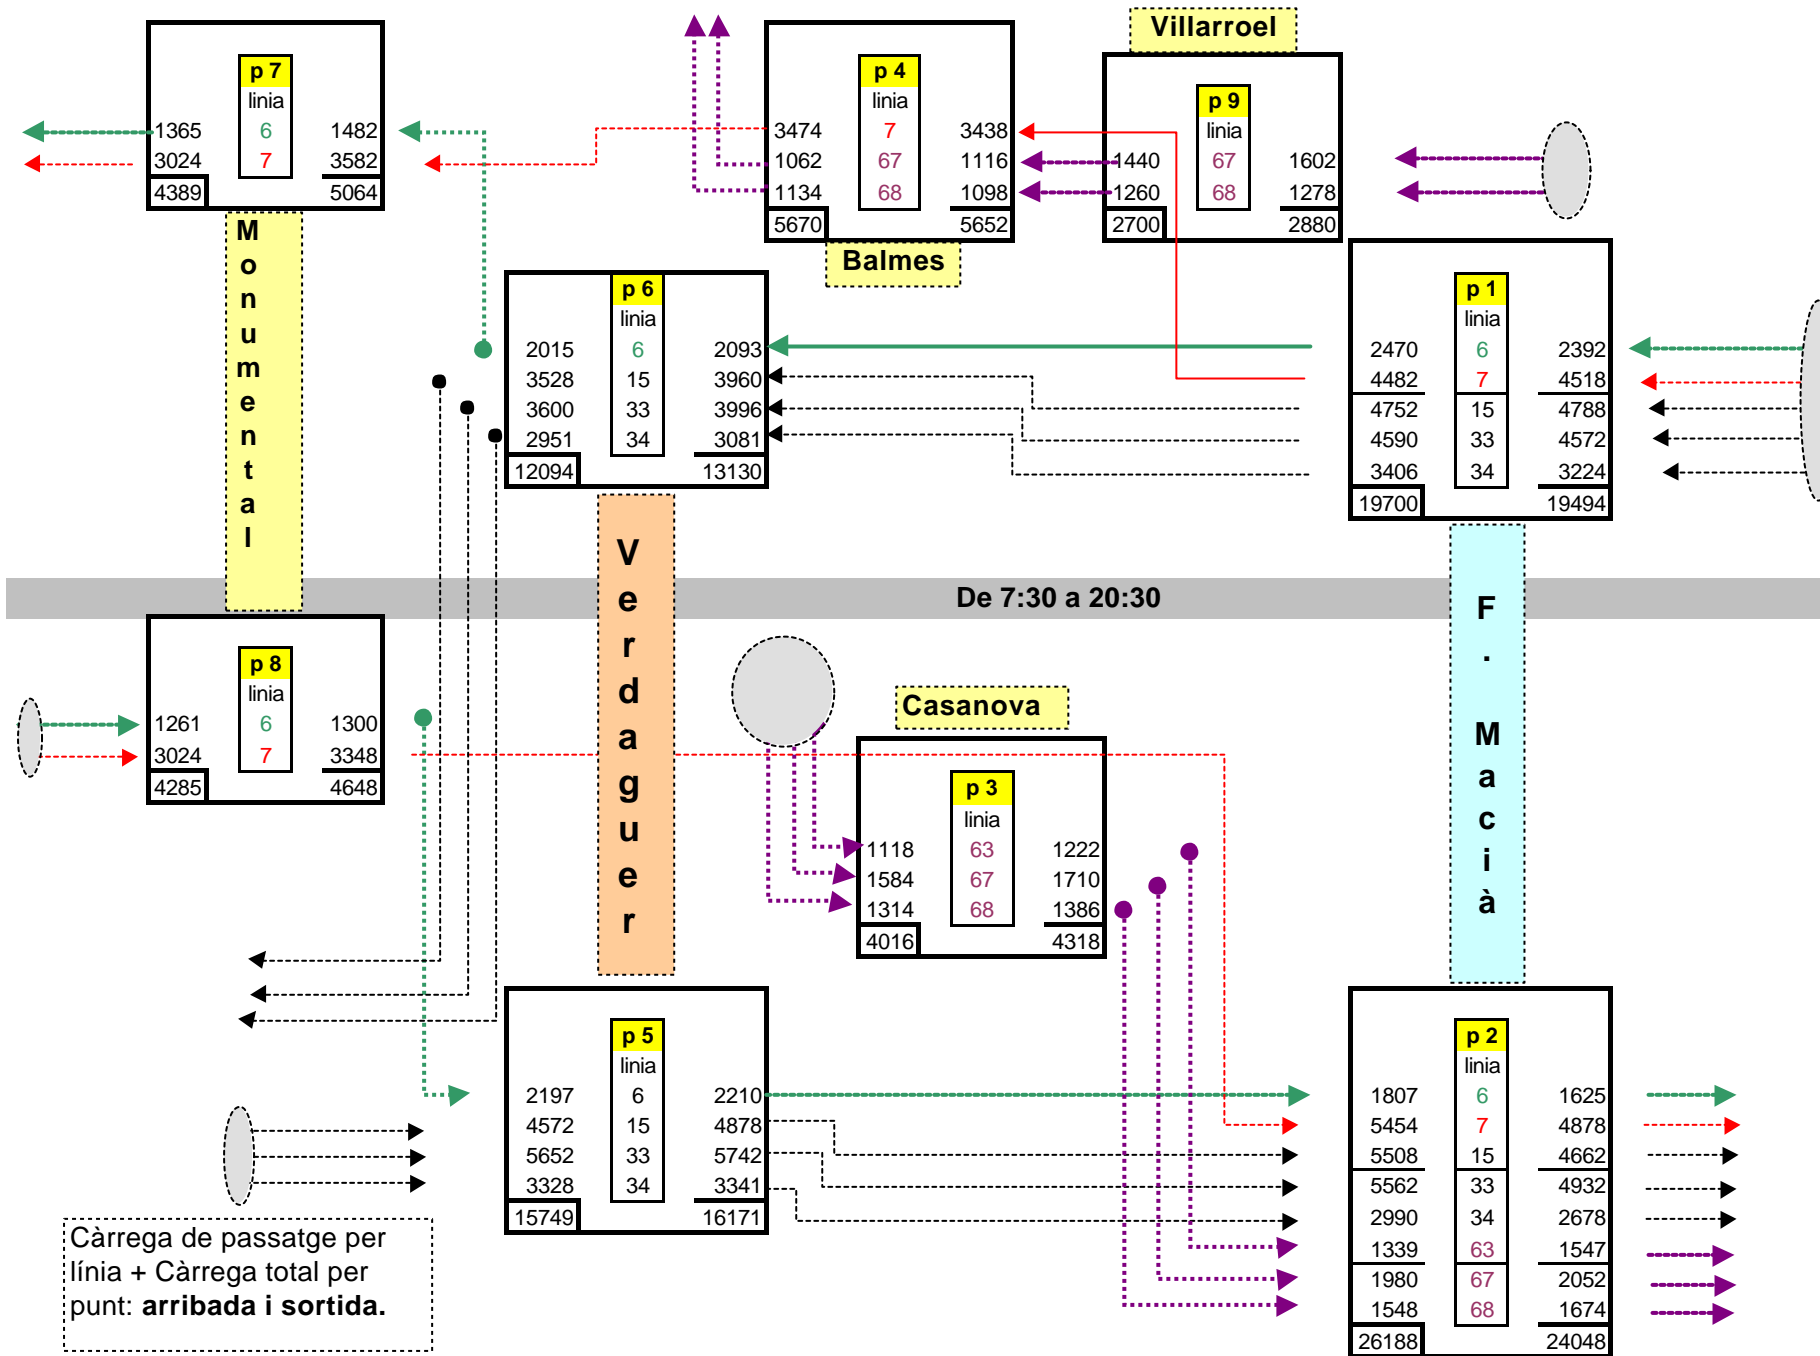 p 7
linia
1365 6 1482
3024 7 3582
4389 5064
Monumental
p 4
linia
3474 7 3438
1062 67 1116
1134 68 1098
5670 5652
Balmes
Villarroel
p 9
linia
1440 67 1602
1260 68 1278
2700 2880
p 6
linia
2015 6 2093
3528 15 3960
3600 33 3996
2951 34 3081
12094 13130
p 1
linia
2470 6 2392
4482 7 4518
4752 15 4788
4590 33 4572
3406 34 3224
19700 19494
Verdaguer
F. Macià
De 7:30 a 20:30
p 8
linia
1261 6 1300
3024 7 3348
4285 4648
Casanova
p 3
linia
1118 63 1222
1584 67 1710
1314 68 1386
4016 4318
p 5
linia
2197 6 2210
4572 15 4878
5652 33 5742
3328 34 3341
15749 16171
p 2
linia
1807 6 1625
5454 7 4878
5508 15 4662
5562 33 4932
2990 34 2678
1339 63 1547
1980 67 2052
1548 68 1674
26188 24048
Càrrega de passatge per
línia + Càrrega total per
punt: arribada i sortida.